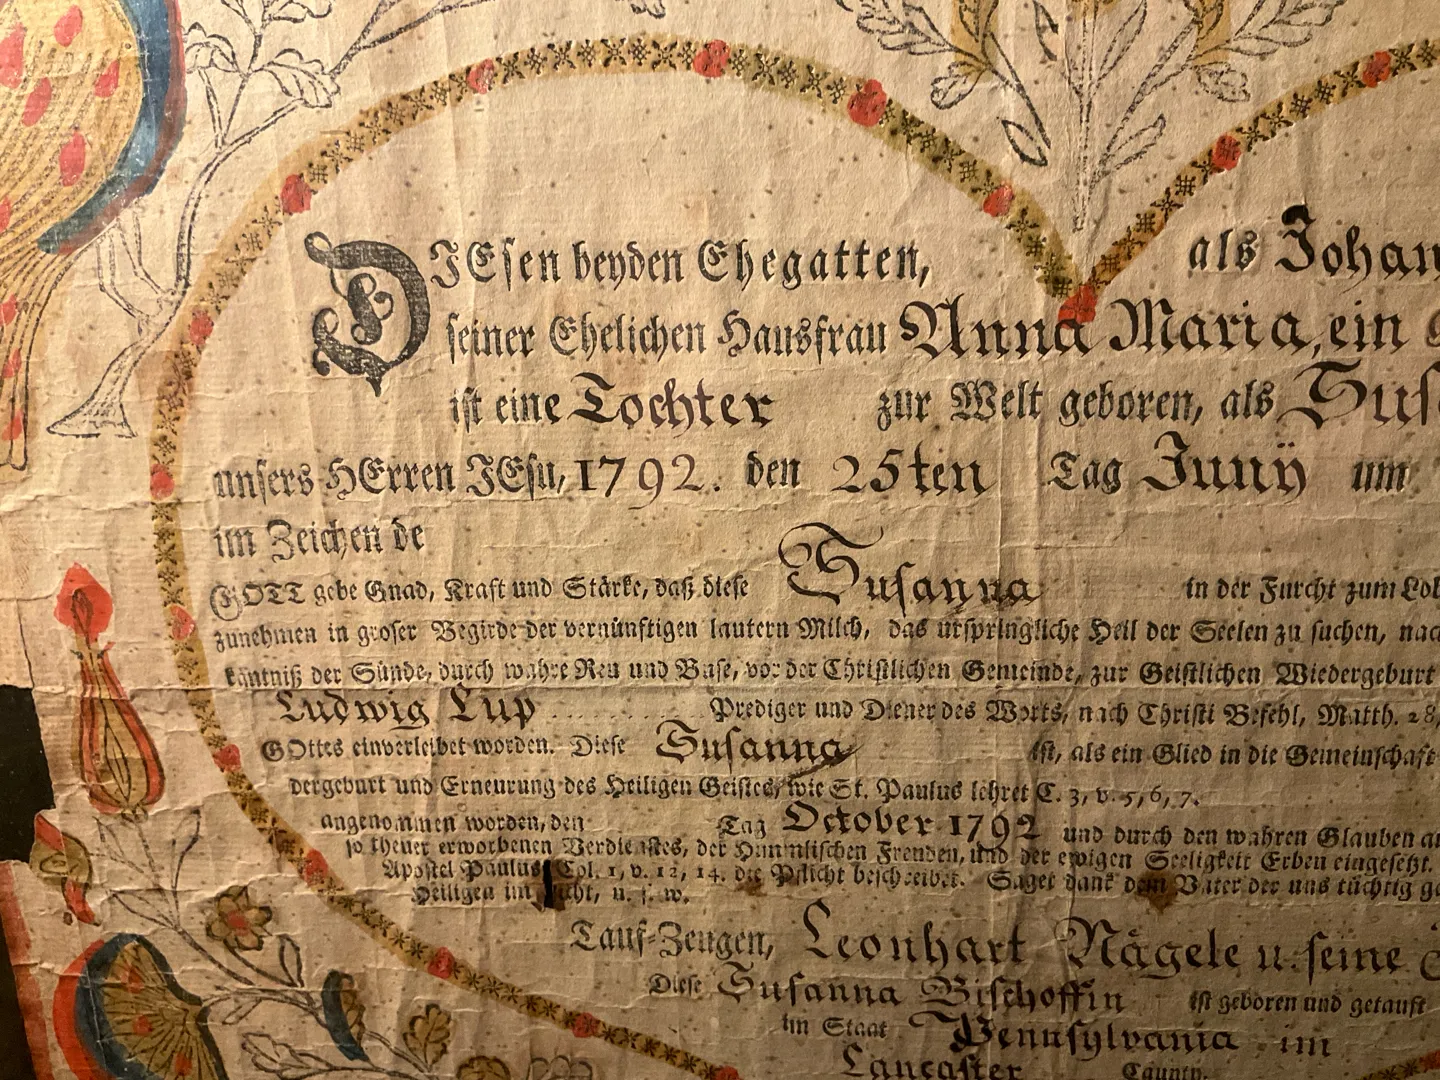 DIEsen beyden Ehegatten, als Johan
seiner Ehelichen Hausfrau Anna Maria, ein
ist eine Tochter zur Welt geboren, als Sus
unsers HErren JEsu, 1792. den 25ten Tag Junÿ um
im Zeichen de
GOTT gebe Gnad, Kraft und Stärke, daß diese Susanna in der Furcht zum Lob
zunehmen in groser Begirde der vernünftigen lautern Milch, das ursprüngliche Heil der Seelen zu suchen, nac
käntniß der Sünde, durch wahre Reu und Buse, vor der Christlichen Gemeinde, zur Geistlichen Wiedergeburt
Ludwig Lup Prediger und Diener des Worts, nach Christi Befehl, Matth. 28,
GOttes einverleibet worden. Diese Susanna ist, als ein Glied in die Gemeinschaft
dergeburt und Erneurung des Heiligen Geistes, wie St. Paulus lehret C. 3, v. 5, 6, 7.
angenommen worden, den Tag October 1792 und durch den wahren Glauben an
so theuer erworbenen Verdienstes, der Himmlischen Freuden, und der ewigen Seeligkeit Erben eingesetzt.
Apostel Paulus Col. 1, v. 12, 14. die Pflicht beschreibet. Saget dank dem Vater der uns tüchtig ge
Heiligen im Licht, u. s. w.
Tauf-Zeugen, Leonhart Nägele u. seine
Diese Susanna Bischoffin ist geboren und getauft
im Staat Pennsylvania im
Lancaster County.